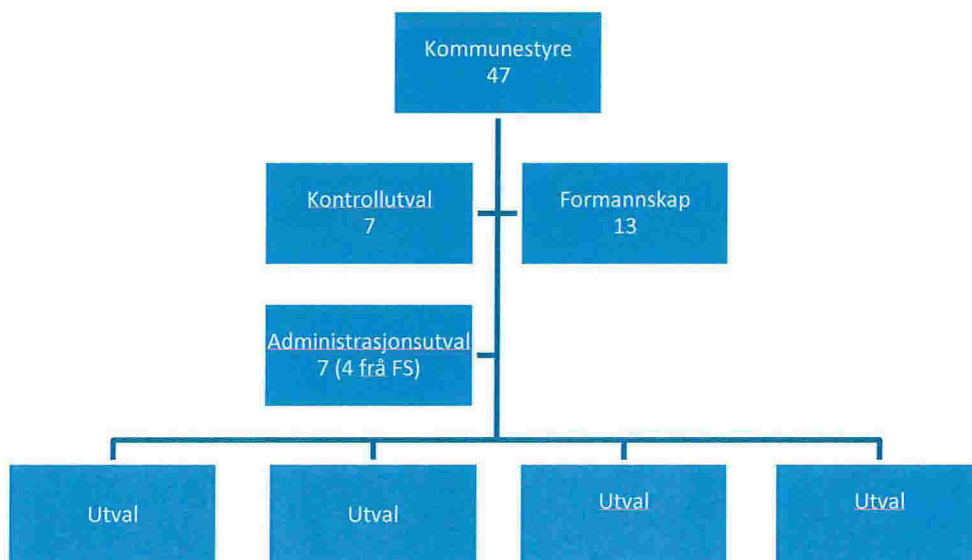 Kommunestyre
47
Kontrollutval
7
Formannskap
13
Administrasjonsutval
7 (4 frå FS)
Utval
Utval
Utval
Utval